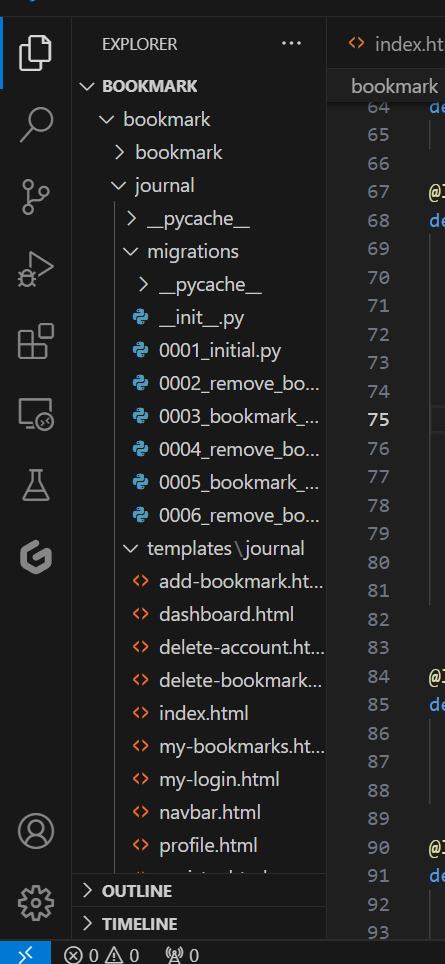 EXPLORER
index.ht
BOOKMARK
bookmark
bookmark
bookmark
journal
__pycache__
migrations
__pycache__
__init__.py
0001_initial.py
0002_remove_bo...
0003_bookmark_...
0004_remove_bo...
0005_bookmark_...
0006_remove_bo...
templates\journal
add-bookmark.ht...
dashboard.html
delete-account.ht...
delete-bookmark...
index.html
my-bookmarks.ht...
my-login.html
navbar.html
profile.html
OUTLINE
TIMELINE
0 0 0
64 de
65
66
67 @
68 de
69
70
71
72
73
74
75
76
77
78
79
80
81
82
83
84 @
85 de
86
87
88
89
90 @
91 de
92
93